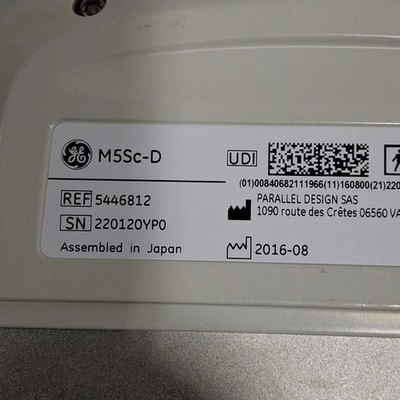 GE M5Sc-D
UDI
(01)00840682111966(11)160800(21)220
REF 5446812
PARALLEL DESIGN SAS
1090 route des Crêtes 06560 VA
SN 220120YP0
Assembled in Japan
2016-08